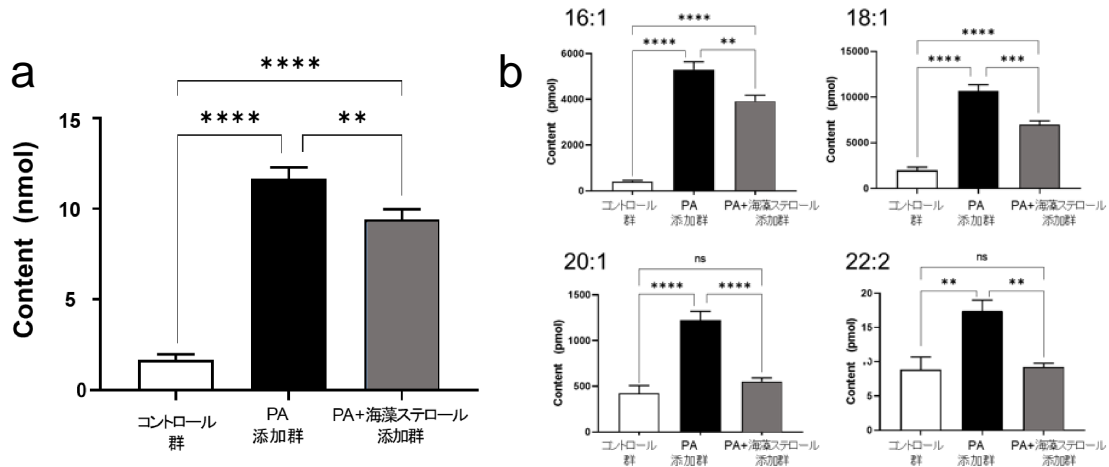 a
Content (nmol)
15
10
5
0
****
****
**
コントロール
群
PA
添加群
PA+海藻ステロール
添加群
b
16:1
Content (pmol)
6000
4000
2000
0
****
****
**
コントロール
群
PA
添加群
PA+海藻ステロール
添加群
18:1
Content (pmol)
15000
10000
5000
0
****
****
***
コントロール
群
PA
添加群
PA+海藻ステロール
添加群
20:1
Content (pmol)
1500
1000
500
0
ns
****
****
コントロール
群
PA
添加群
PA+海藻ステロール
添加群
22:2
Content (pmol)
20
15
10
5
0
ns
**
**
コントロール
群
PA
添加群
PA+海藻ステロール
添加群